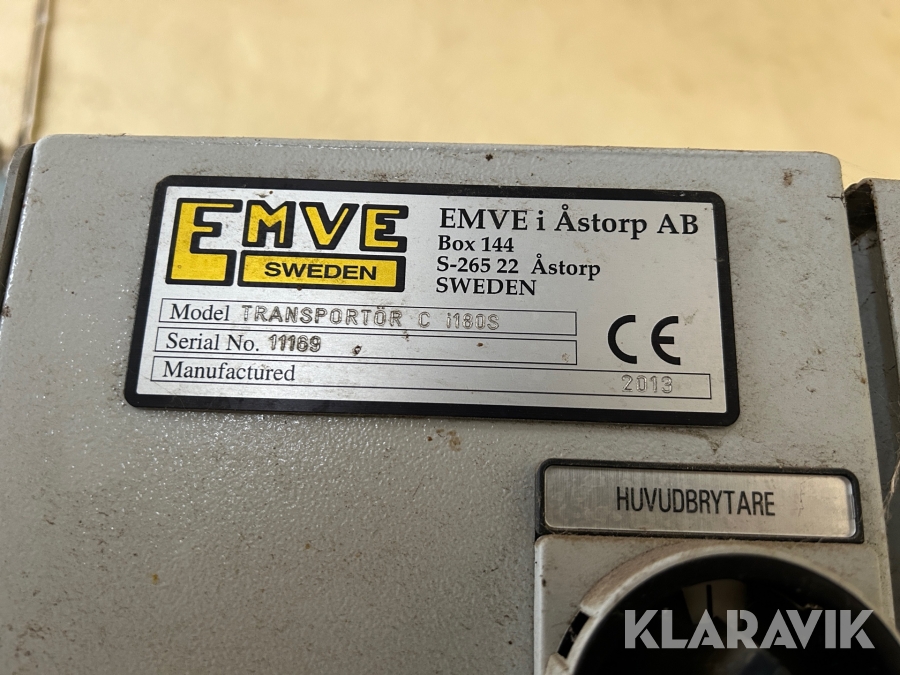 EMVE
SWEDEN
EMVE i Åstorp AB
Box 144
S-265 22 Åstorp
SWEDEN
Model TRANSPORTÖR C i180S
Serial No. 11169
Manufactured 2013
CE
HUVUDBRYTARE
KLARAVIK